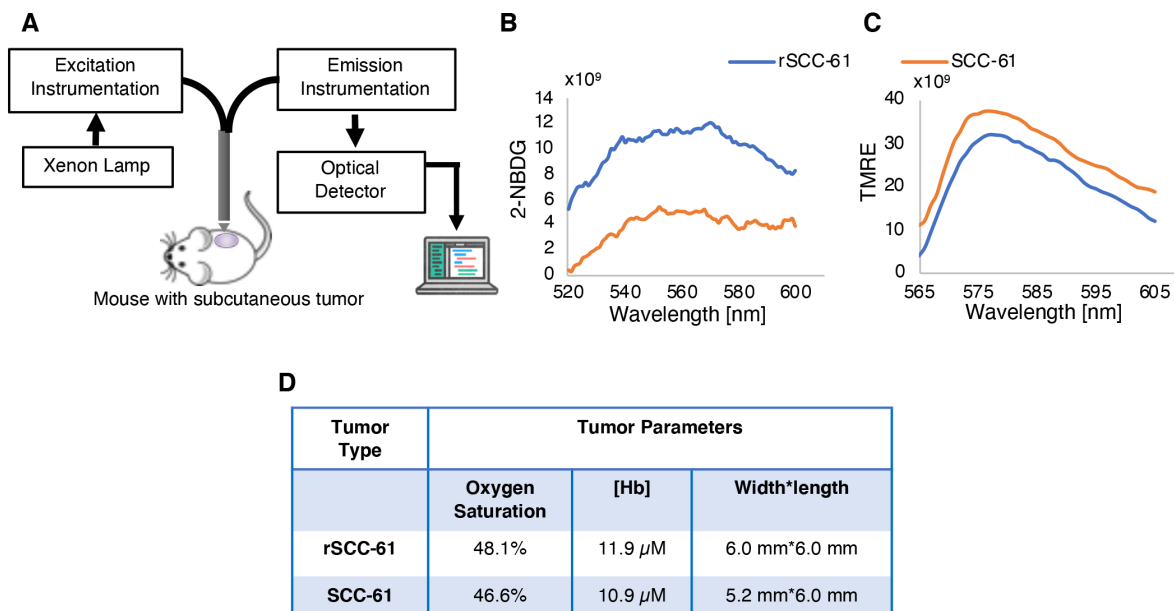 A
Excitation
Instrumentation
Emission
Instrumentation
Xenon Lamp
Optical
Detector
Mouse with subcutaneous tumor
B
rSCC-61
SCC-61
x10⁹
14
12
10
8
6
4
2
0
2-NBDG
520
540
560
580
600
Wavelength [nm]
C
x10⁹
40
30
20
10
0
TMRE
565
575
585
595
605
Wavelength [nm]
D
Tumor
Type
Tumor Parameters
Oxygen
Saturation
[Hb]
Width*length
rSCC-61
48.1%
11.9 µM
6.0 mm*6.0 mm
SCC-61
46.6%
10.9 µM
5.2 mm*6.0 mm